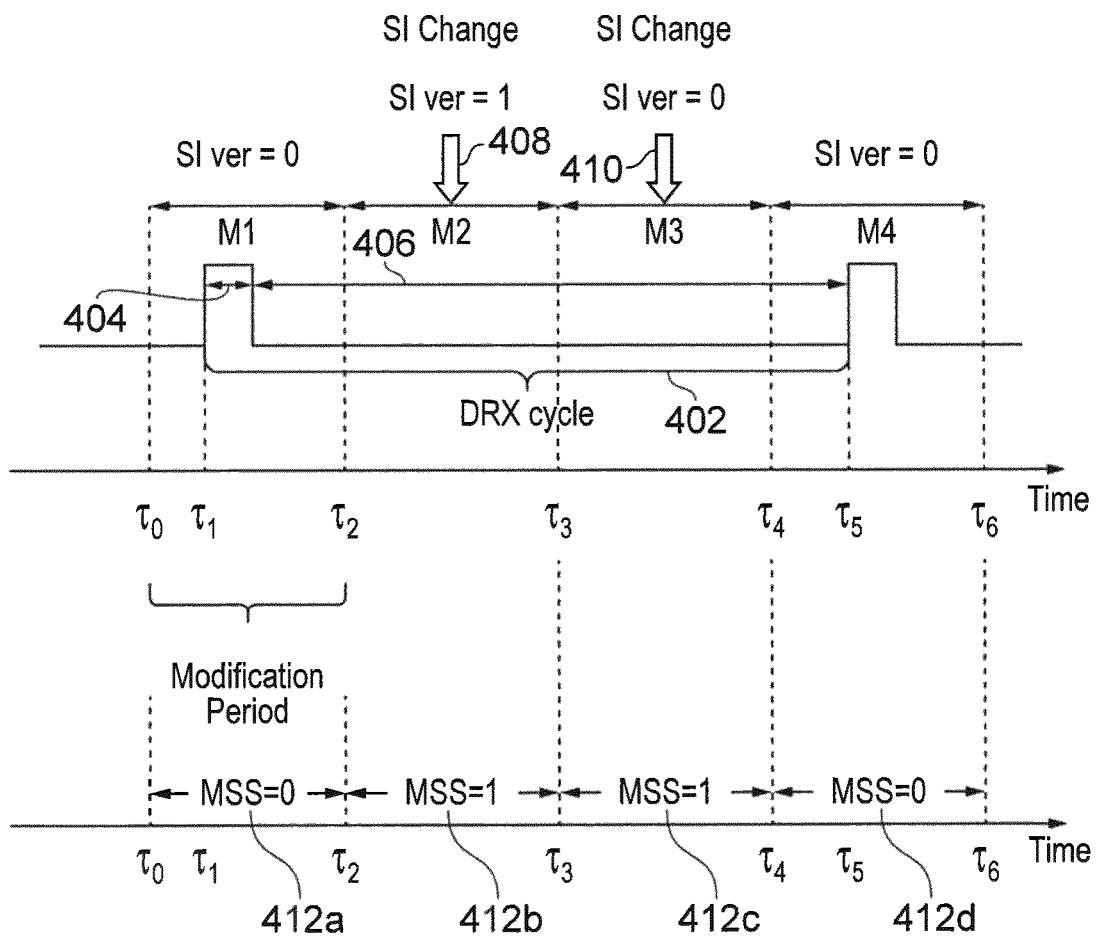 SI Change SI Change
SI ver = 1 SI ver = 0
408
410
SI ver = 0 SI ver = 0
M1 M2 M3 M4
406
404
DRX cycle 402
Time
τ0 τ1 τ2 τ3 τ4 τ5 τ6
Modification
Period
MSS=0 MSS=1 MSS=1 MSS=0
Time
τ0 τ1 τ2 τ3 τ4 τ5 τ6
412a 412b 412c 412d